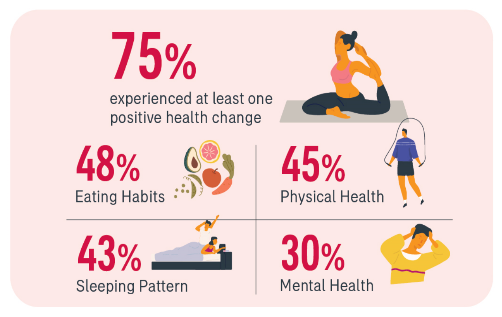 75%
experienced at least one
positive health change
48%
Eating Habits
45%
Physical Health
43%
Sleeping Pattern
30%
Mental Health